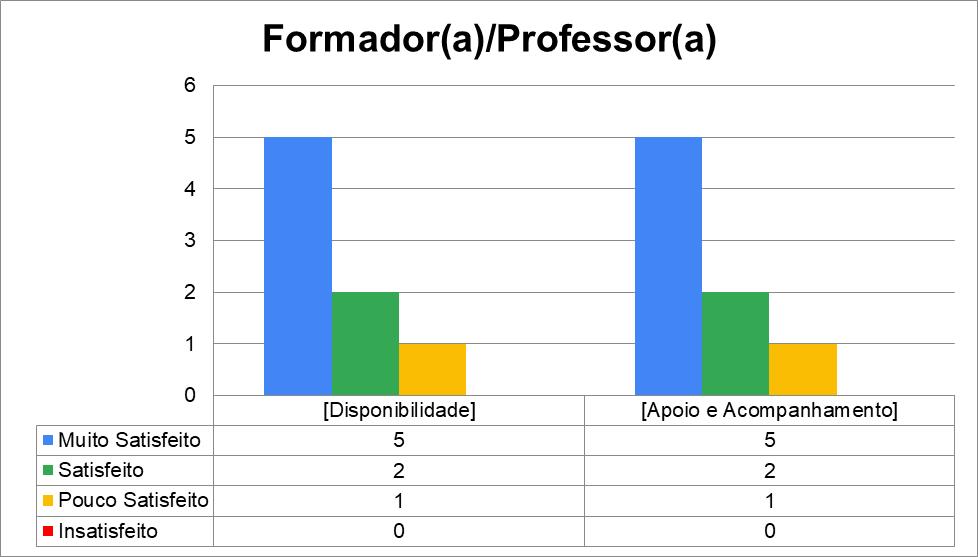 Formador(a)/Professor(a)
6
5
4
3
2
1
0
[Disponibilidade] [Apoio e Acompanhamento]
Muito Satisfeito 5 5
Satisfeito 2 2
Pouco Satisfeito 1 1
Insatisfeito 0 0